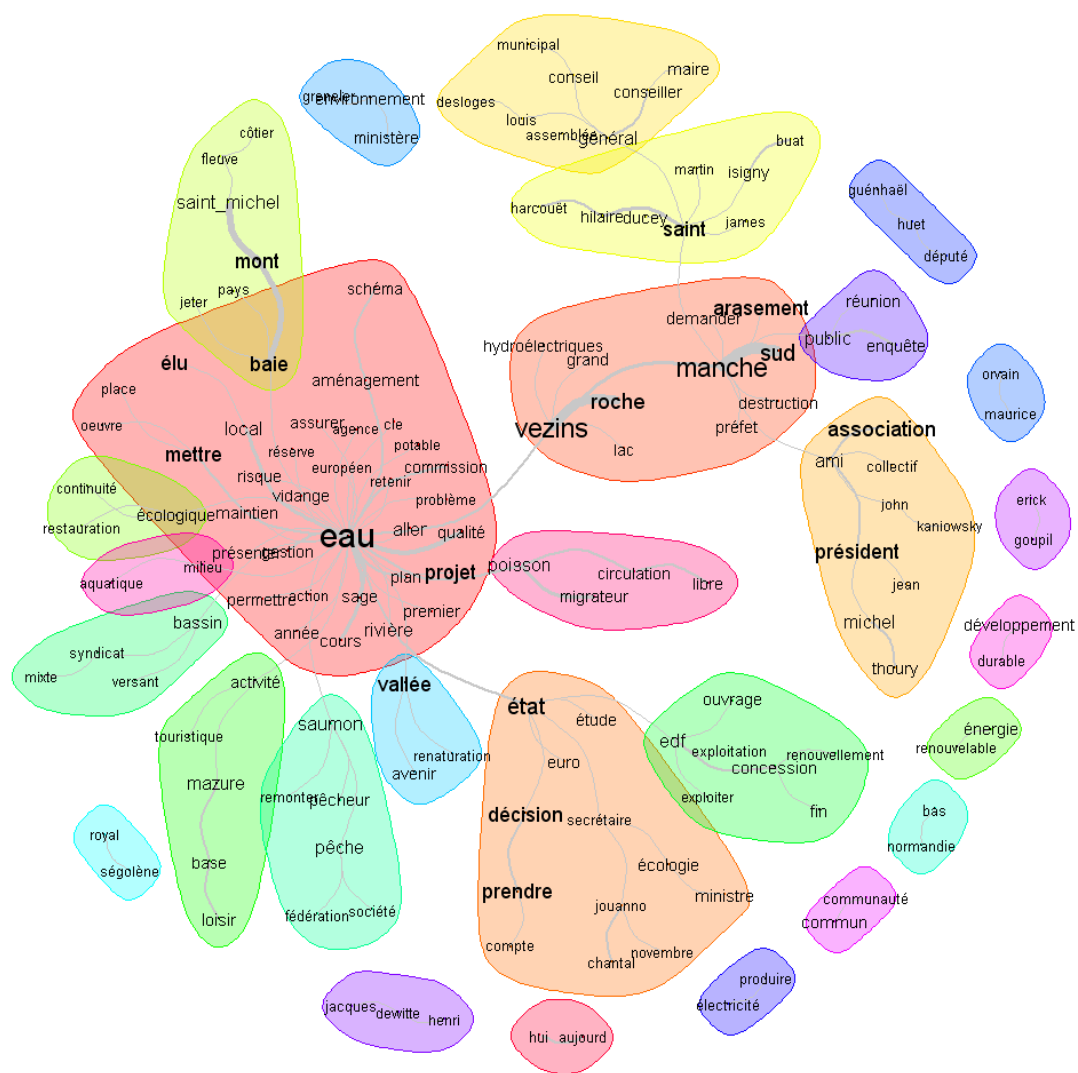 municipal
conseil
maire
conseiller
desloges
louis
assemblée
général
grenelle
environnement
ministère
côtier
fleuve
saint_michel
mont
jeter
pays
baie
martin
buat
isigny
harcouët
hilaire
ducey
saint
james
guénhaël
huet
député
schéma
élu
place
aménagement
oeuvre
local
assurer
agence
cle
potable
mettre
réserve
européen
commission
risque
retenir
vidange
problème
maintien
eau
aller
qualité
présenter
gestion
plan
projet
permettre
action
sage
premier
année
cours
rivière
continuité
restauration
écologique
aquatique
milieu
bassin
syndicat
mixte
versant
arasement
demander
hydroélectriques
grand
manche
sud
roche
vezins
destruction
préfet
lac
réunion
public
enquête
orvain
maurice
association
ami
collectif
john
kaniowsky
président
jean
michel
thoury
erick
goupil
poisson
circulation
libre
migrateur
développement
durable
activité
touristique
mazure
base
loisir
saumon
remonter
pêcheur
pêche
fédération
société
vallée
renaturation
avenir
état
étude
euro
décision
secrétaire
écologie
prendre
ministre
jouanno
compte
chantal
novembre
ouvrage
edf
exploitation
renouvellement
concession
exploiter
fin
énergie
renouvelable
bas
normandie
communauté
commun
royal
ségolène
produire
électricité
jacques
dewitte
henri
hui
aujourd